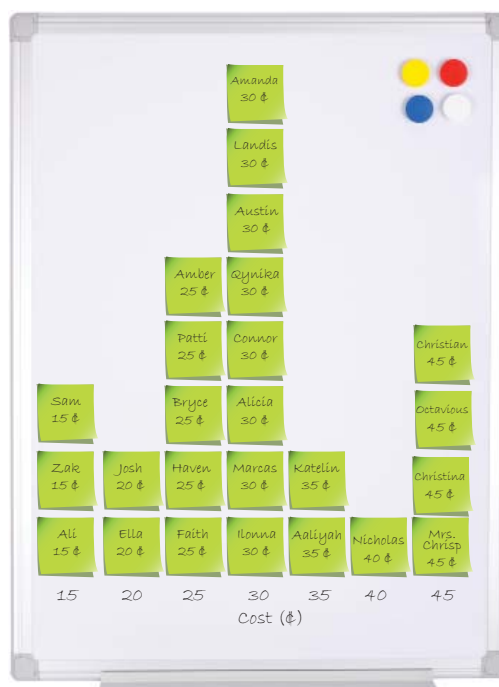 Amanda
30 ¢
Landis
30 ¢
Austin
30 ¢
Amber
25 ¢
Qynika
30 ¢
Patti
25 ¢
Connor
30 ¢
Christian
45 ¢
Sam
15 ¢
Bryce
25 ¢
Alicia
30 ¢
Octavious
45 ¢
Zak
15 ¢
Josh
20 ¢
Haven
25 ¢
Marcas
30 ¢
Katelin
35 ¢
Christina
45 ¢
Ali
15 ¢
Ella
20 ¢
Faith
25 ¢
Ilonna
30 ¢
Aaliyah
35 ¢
Nicholas
40 ¢
Mrs.
Chrisp
45 ¢
15 20 25 30 35 40 45
Cost (¢)